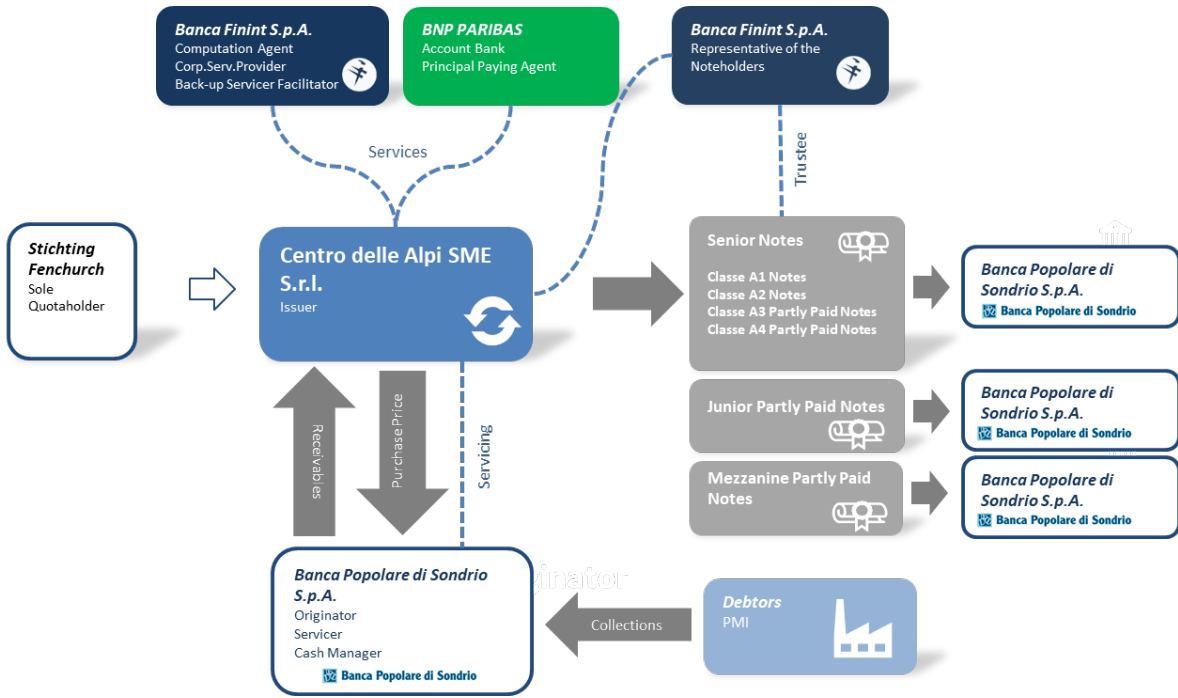 Banca Finint S.p.A.
Computation Agent
Corp.Serv.Provider
Back-up Servicer Facilitator
BNP PARIBAS
Account Bank
Principal Paying Agent
Banca Finint S.p.A.
Representative of the
Noteholders
Services
Trustee
Stichting
Fenchurch
Sole
Quotaholder
Centro delle Alpi SME
S.r.l.
Issuer
Senior Notes
Classe A1 Notes
Classe A2 Notes
Classe A3 Partly Paid Notes
Classe A4 Partly Paid Notes
Banca Popolare di
Sondrio S.p.A.
Banca Popolare di Sondrio
Receivables
Purchase Price
Servicing
Junior Partly Paid Notes
Banca Popolare di
Sondrio S.p.A.
Banca Popolare di Sondrio
Mezzanine Partly Paid
Notes
Banca Popolare di
Sondrio S.p.A.
Banca Popolare di Sondrio
Banca Popolare di Sondrio
S.p.A.
Originator
Servicer
Cash Manager
Banca Popolare di Sondrio
Collections
Debtors
PMI